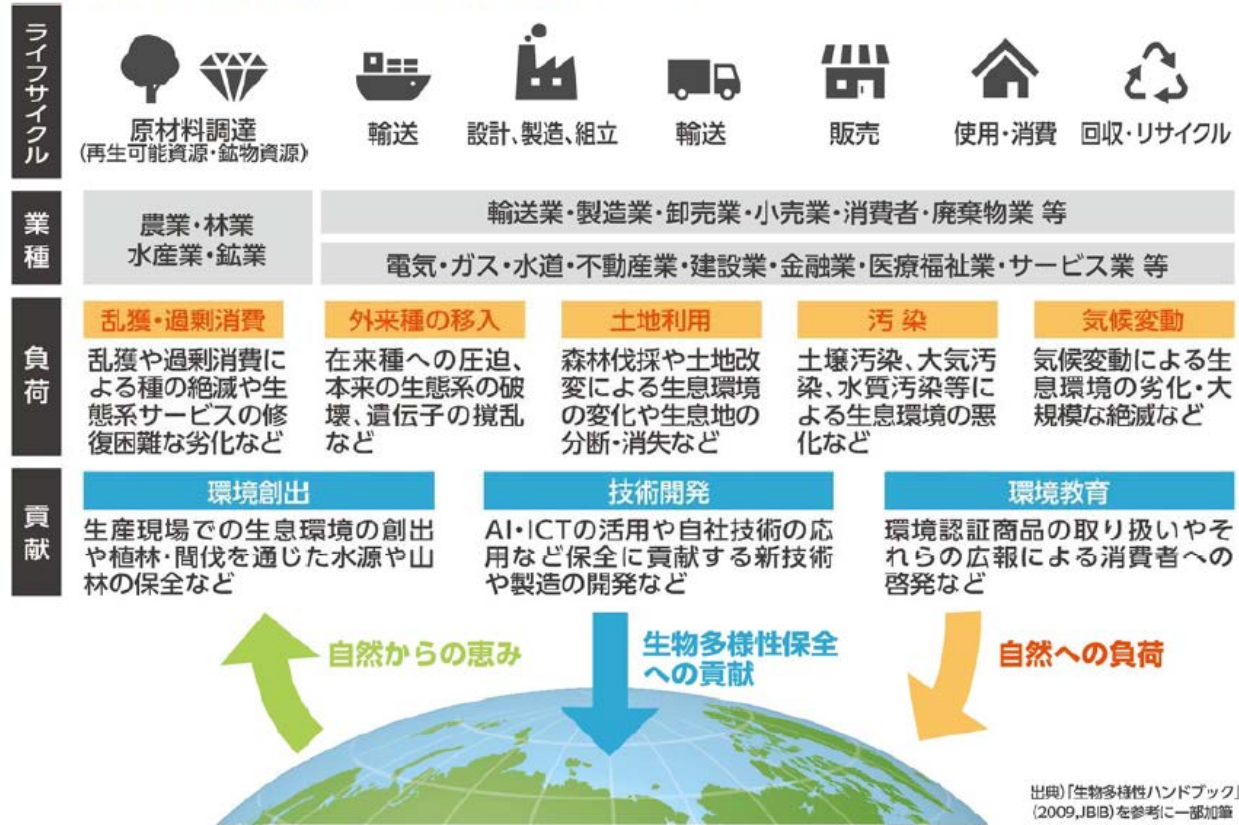 ライフサイクル
原材料調達
(再生可能資源・鉱物資源)
輸送
設計、製造、組立
輸送
販売
使用・消費
回収・リサイクル
業種
農業・林業
水産業・鉱業
輸送業・製造業・卸売業・小売業・消費者・廃棄物業 等
電気・ガス・水道・不動産業・建設業・金融業・医療福祉業・サービス業 等
負荷
乱獲・過剰消費
乱獲や過剰消費に
よる種の絶滅や生
態系サービスの修
復困難な劣化など
外来種の移入
在来種への圧迫、
本来の生態系の破
壊、遺伝子の撹乱
など
土地利用
森林伐採や土地改
変による生息環境
の変化や生息地の
分断・消失など
汚染
土壌汚染、大気汚
染、水質汚染等に
よる生息環境の悪
化など
気候変動
気候変動による生
息環境の劣化・大
規模な絶滅など
貢献
環境創出
生産現場での生息環境の創出
や植林・間伐を通じた水源や山
林の保全など
技術開発
AI・ICTの活用や自社技術の応
用など保全に貢献する新技術
や製造の開発など
環境教育
環境認証商品の取り扱いやそ
れらの広報による消費者への
啓発など
自然からの恵み
生物多様性保全
への貢献
自然への負荷
出典)「生物多様性ハンドブック」
(2009,JBIB)を参考に一部加筆